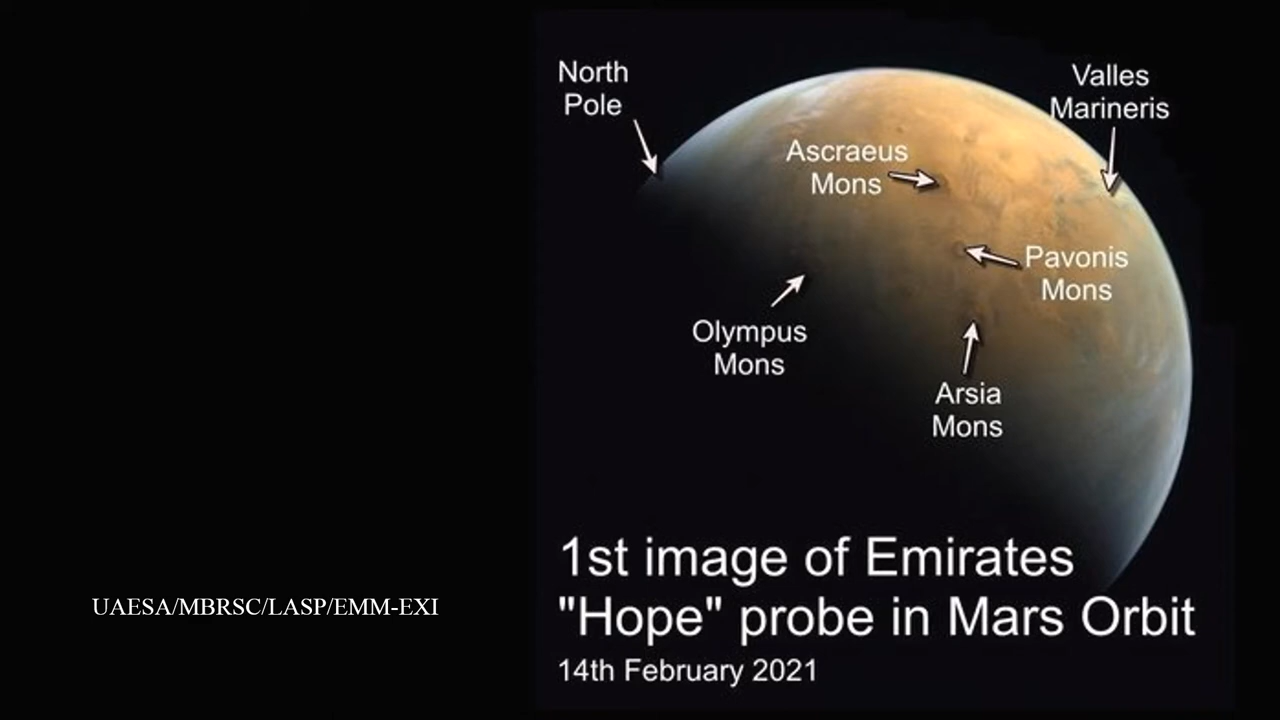 North
Pole
Valles
Marineris
Ascraeus
Mons
Pavonis
Mons
Olympus
Mons
Arsia
Mons
1st image of Emirates
"Hope" probe in Mars Orbit
14th February 2021
UAESA/MBRSC/LASP/EMM-EXI